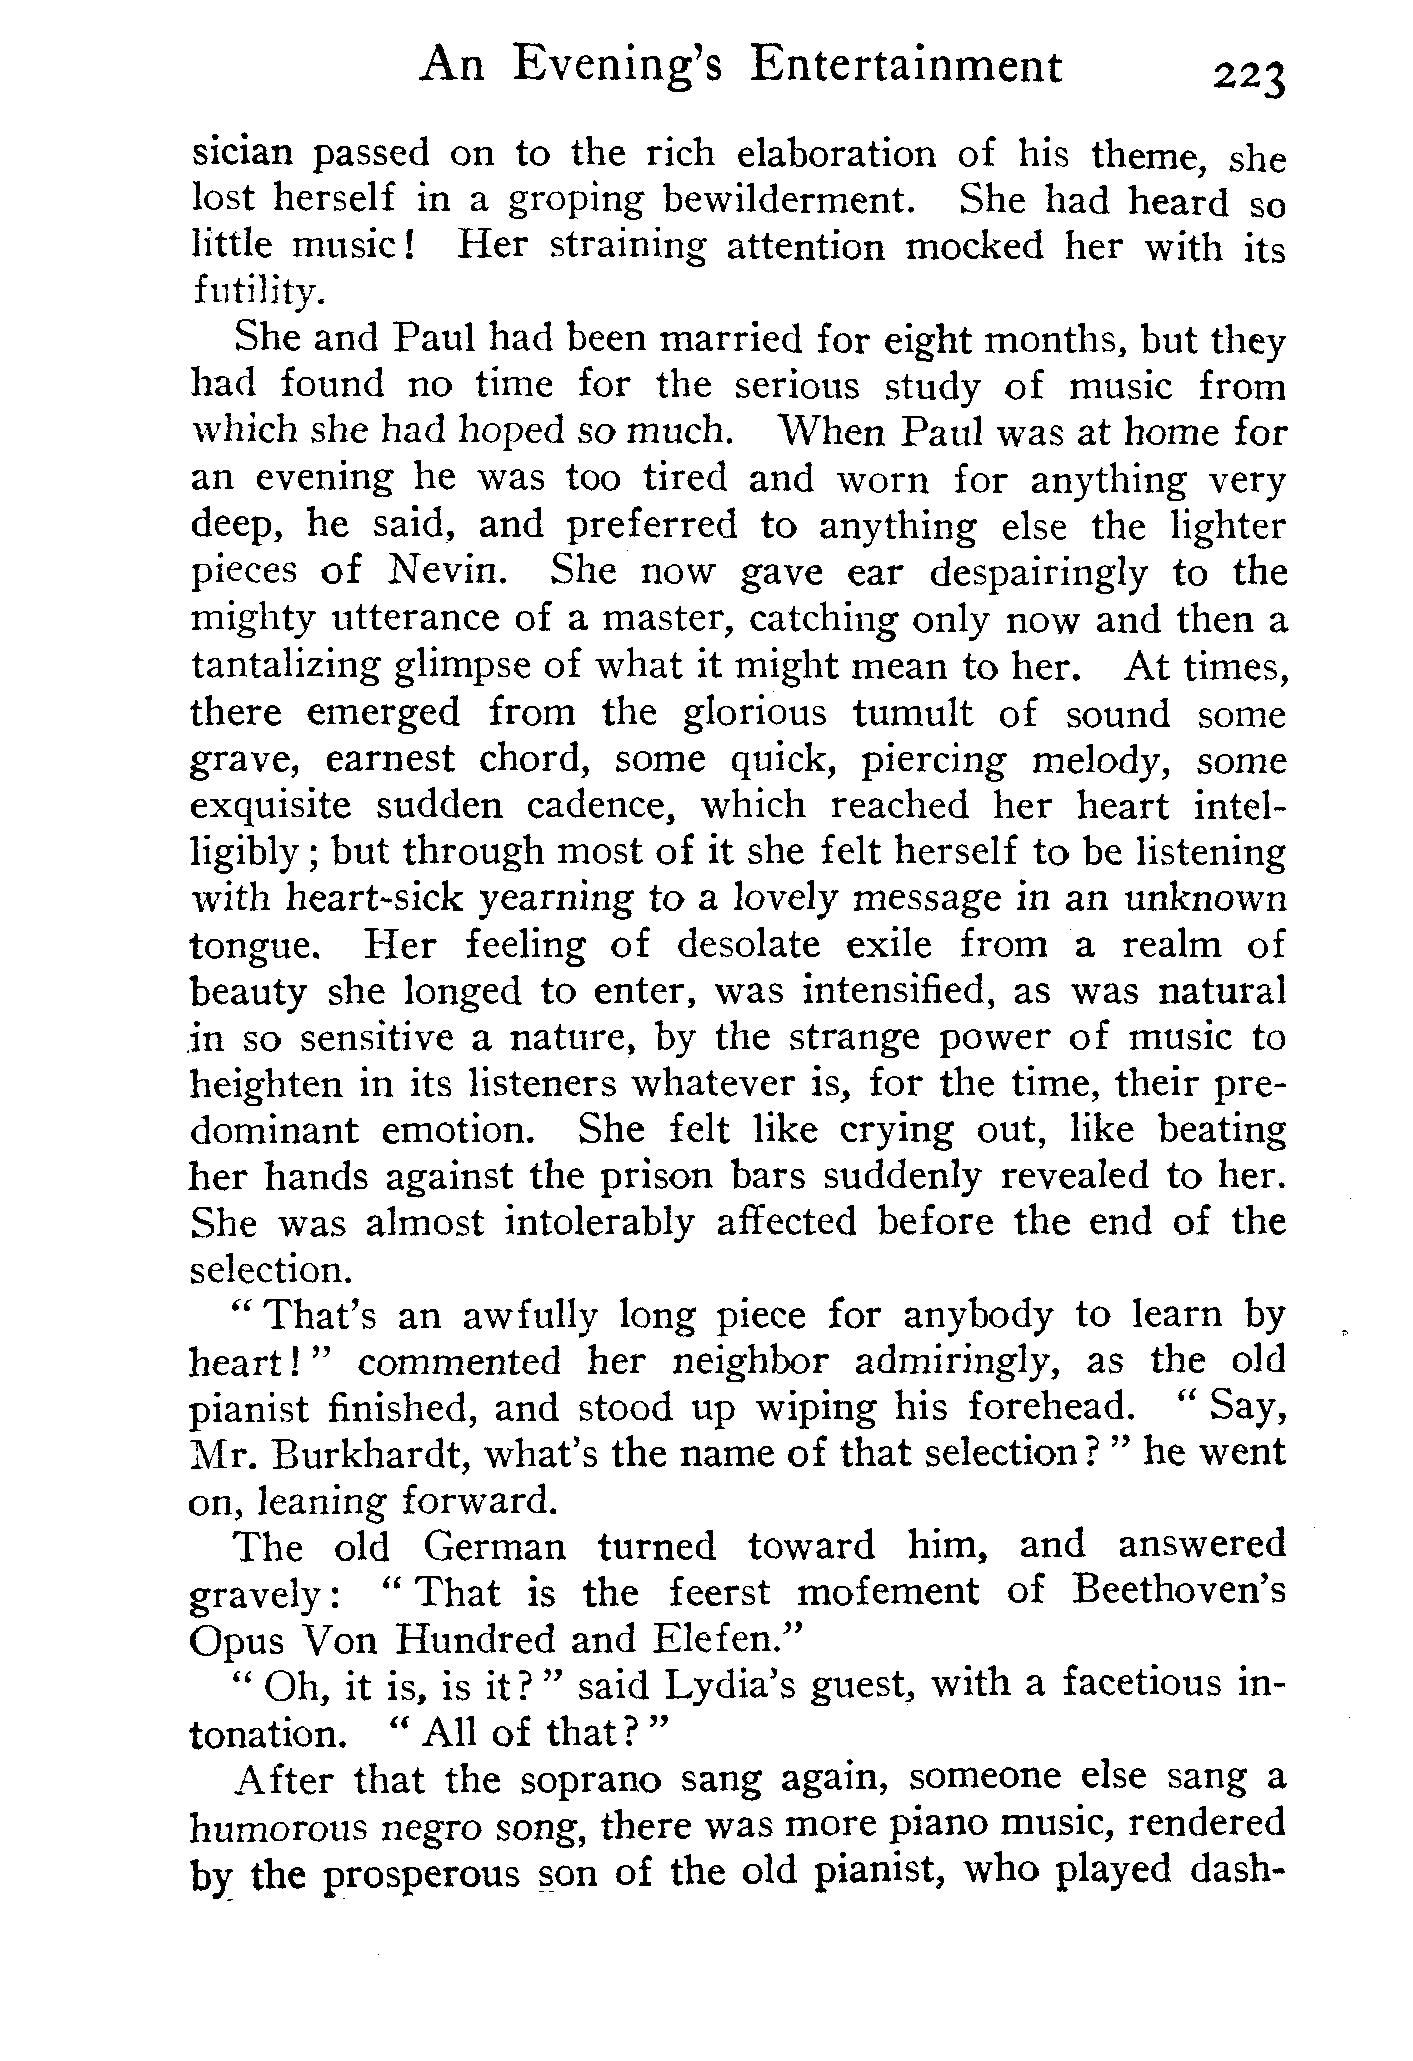 An Evening's Entertainment 223
sician passed on to the rich elaboration of his theme, she
lost herself in a groping bewilderment. She had heard so
little music! Her straining attention mocked her with its
futility.
She and Paul had been married for eight months, but they
had found no time for the serious study of music from
which she had hoped so much. When Paul was at home for
an evening he was too tired and worn for anything very
deep, he said, and preferred to anything else the lighter
pieces of Nevin. She now gave ear despairingly to the
mighty utterance of a master, catching only now and then a
tantalizing glimpse of what it might mean to her. At times,
there emerged from the glorious tumult of sound some
grave, earnest chord, some quick, piercing melody, some
exquisite sudden cadence, which reached her heart intel-
ligibly; but through most of it she felt herself to be listening
with heart-sick yearning to a lovely message in an unknown
tongue. Her feeling of desolate exile from a realm of
beauty she longed to enter, was intensified, as was natural
in so sensitive a nature, by the strange power of music to
heighten in its listeners whatever is, for the time, their pre-
dominant emotion. She felt like crying out, like beating
her hands against the prison bars suddenly revealed to her.
She was almost intolerably affected before the end of the
selection.
"That's an awfully long piece for anybody to learn by
heart!" commented her neighbor admiringly, as the old
pianist finished, and stood up wiping his forehead. "Say,
Mr. Burkhardt, what's the name of that selection?" he went
on, leaning forward.
The old German turned toward him, and answered
gravely: "That is the feerst mofement of Beethoven's
Opus Von Hundred and Elefen."
"Oh, it is, is it?" said Lydia's guest, with a facetious in-
tonation. "All of that?"
After that the soprano sang again, someone else sang a
humorous negro song, there was more piano music, rendered
by the prosperous son of the old pianist, who played dash-